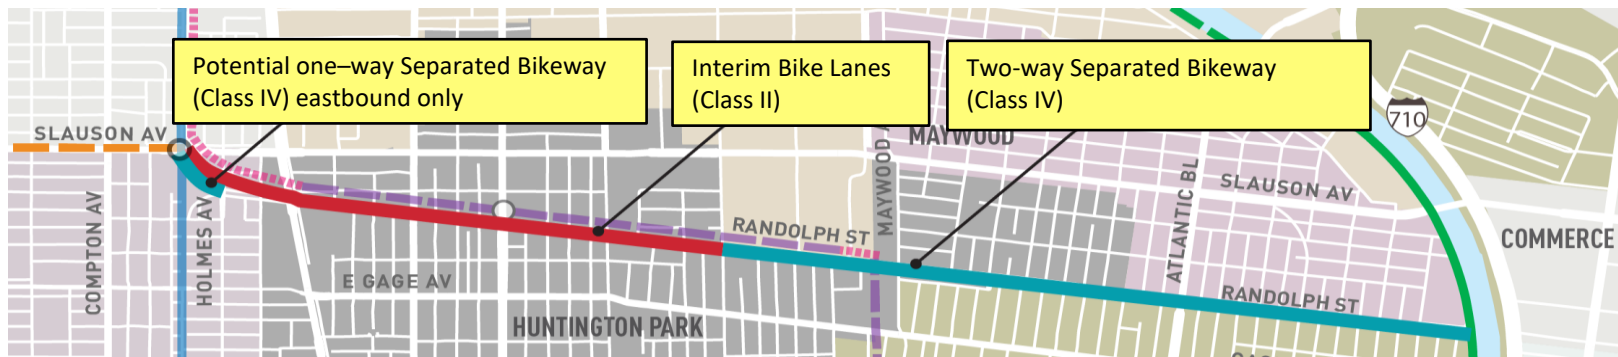 Potential one–way Separated Bikeway
(Class IV) eastbound only
Interim Bike Lanes
(Class II)
Two-way Separated Bikeway
(Class IV)
710
SLAUSON AV
MAYWOOD
MAYWOOD
SLAUSON AV
COMPTON AV
HOLMES AV
RANDOLPH ST
ATLANTIC BL
COMMERCE
E GAGE AV
RANDOLPH ST
HUNTINGTON PARK